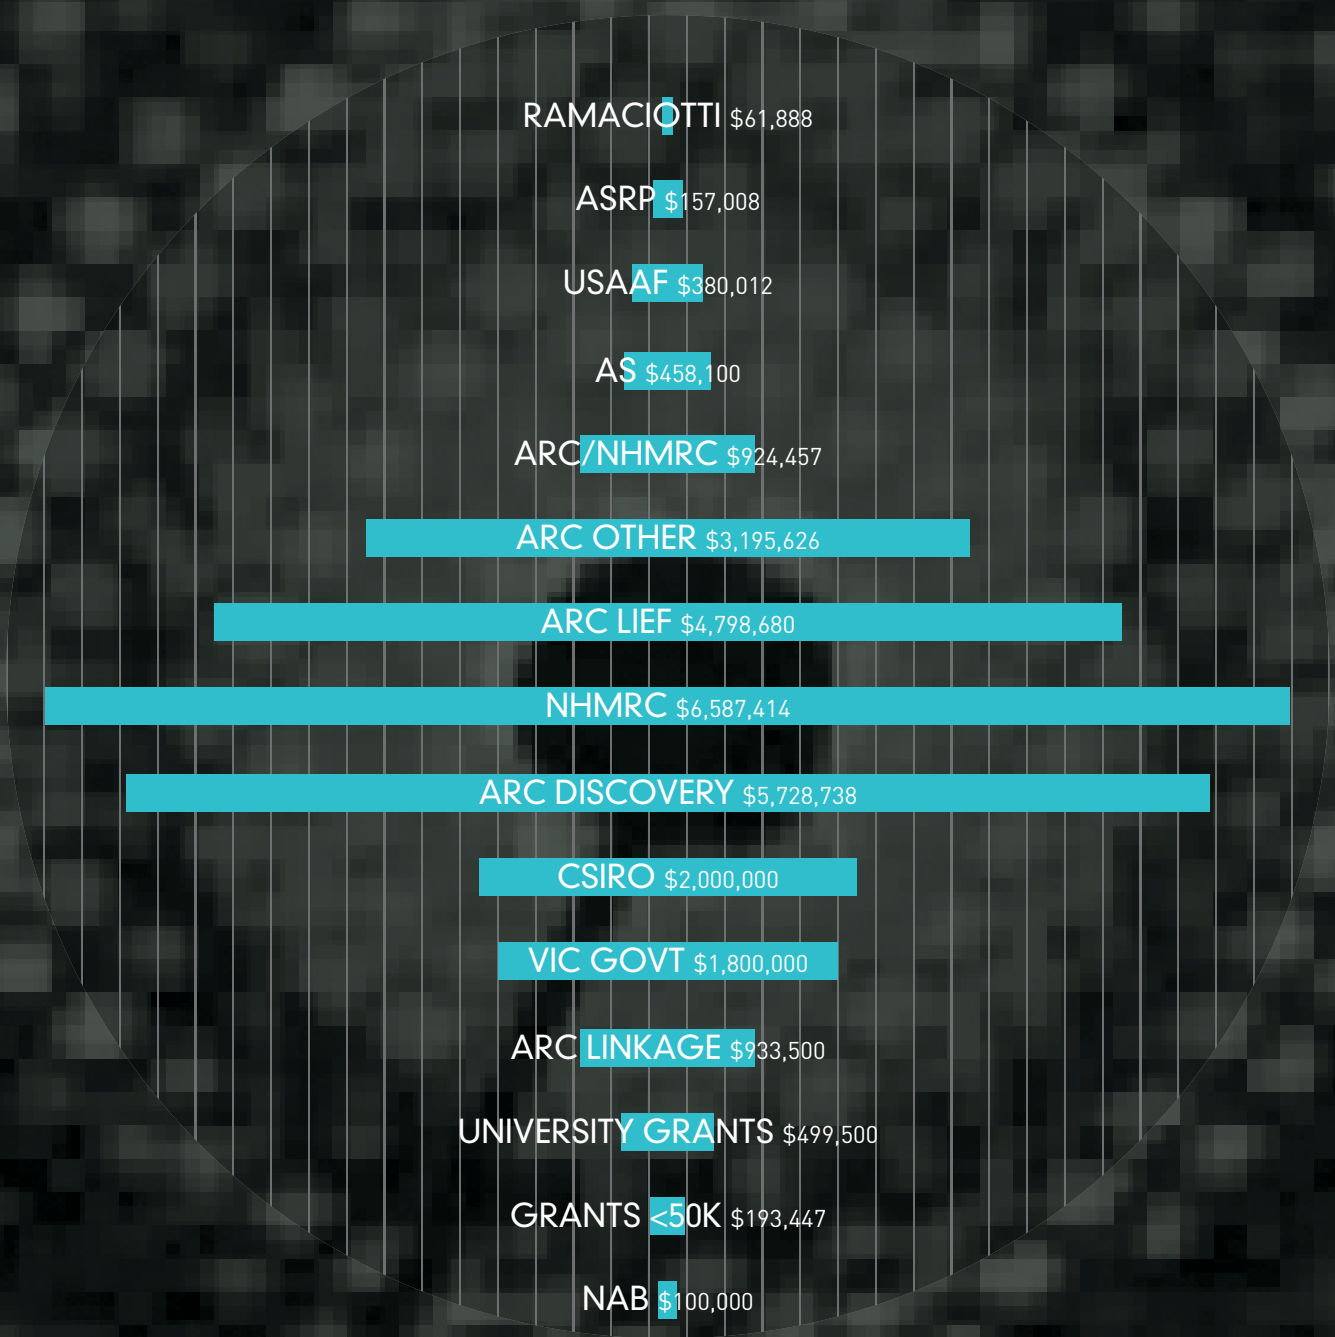 RAMACIOTTI $61,888
ASRP $157,008
USAAF $380,012
AS $458,100
ARC/NHMRC $924,457
ARC OTHER $3,195,626
ARC LIEF $4,798,680
NHMRC $6,587,414
ARC DISCOVERY $5,728,738
CSIRO $2,000,000
VIC GOVT $1,800,000
ARC LINKAGE $933,500
UNIVERSITY GRANTS $499,500
GRANTS <50K $193,447
NAB $100,000